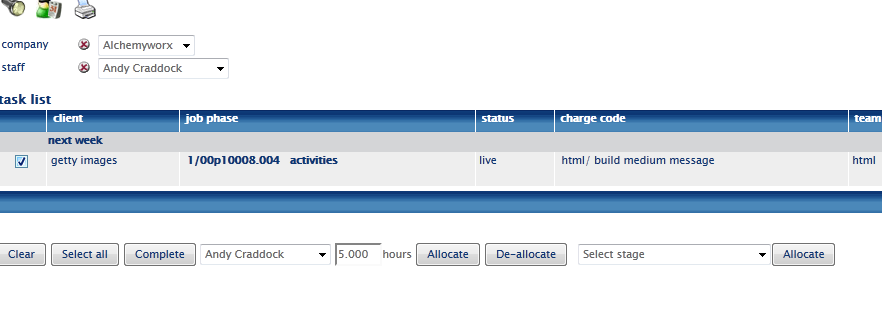 company Alchemyworx
staff Andy Craddock
task list
client job phase status charge code team
next week
getty images 1/00p10008.004 activities live html/ build medium message html
Clear Select all Complete Andy Craddock 5.000 hours Allocate De-allocate Select stage Allocate